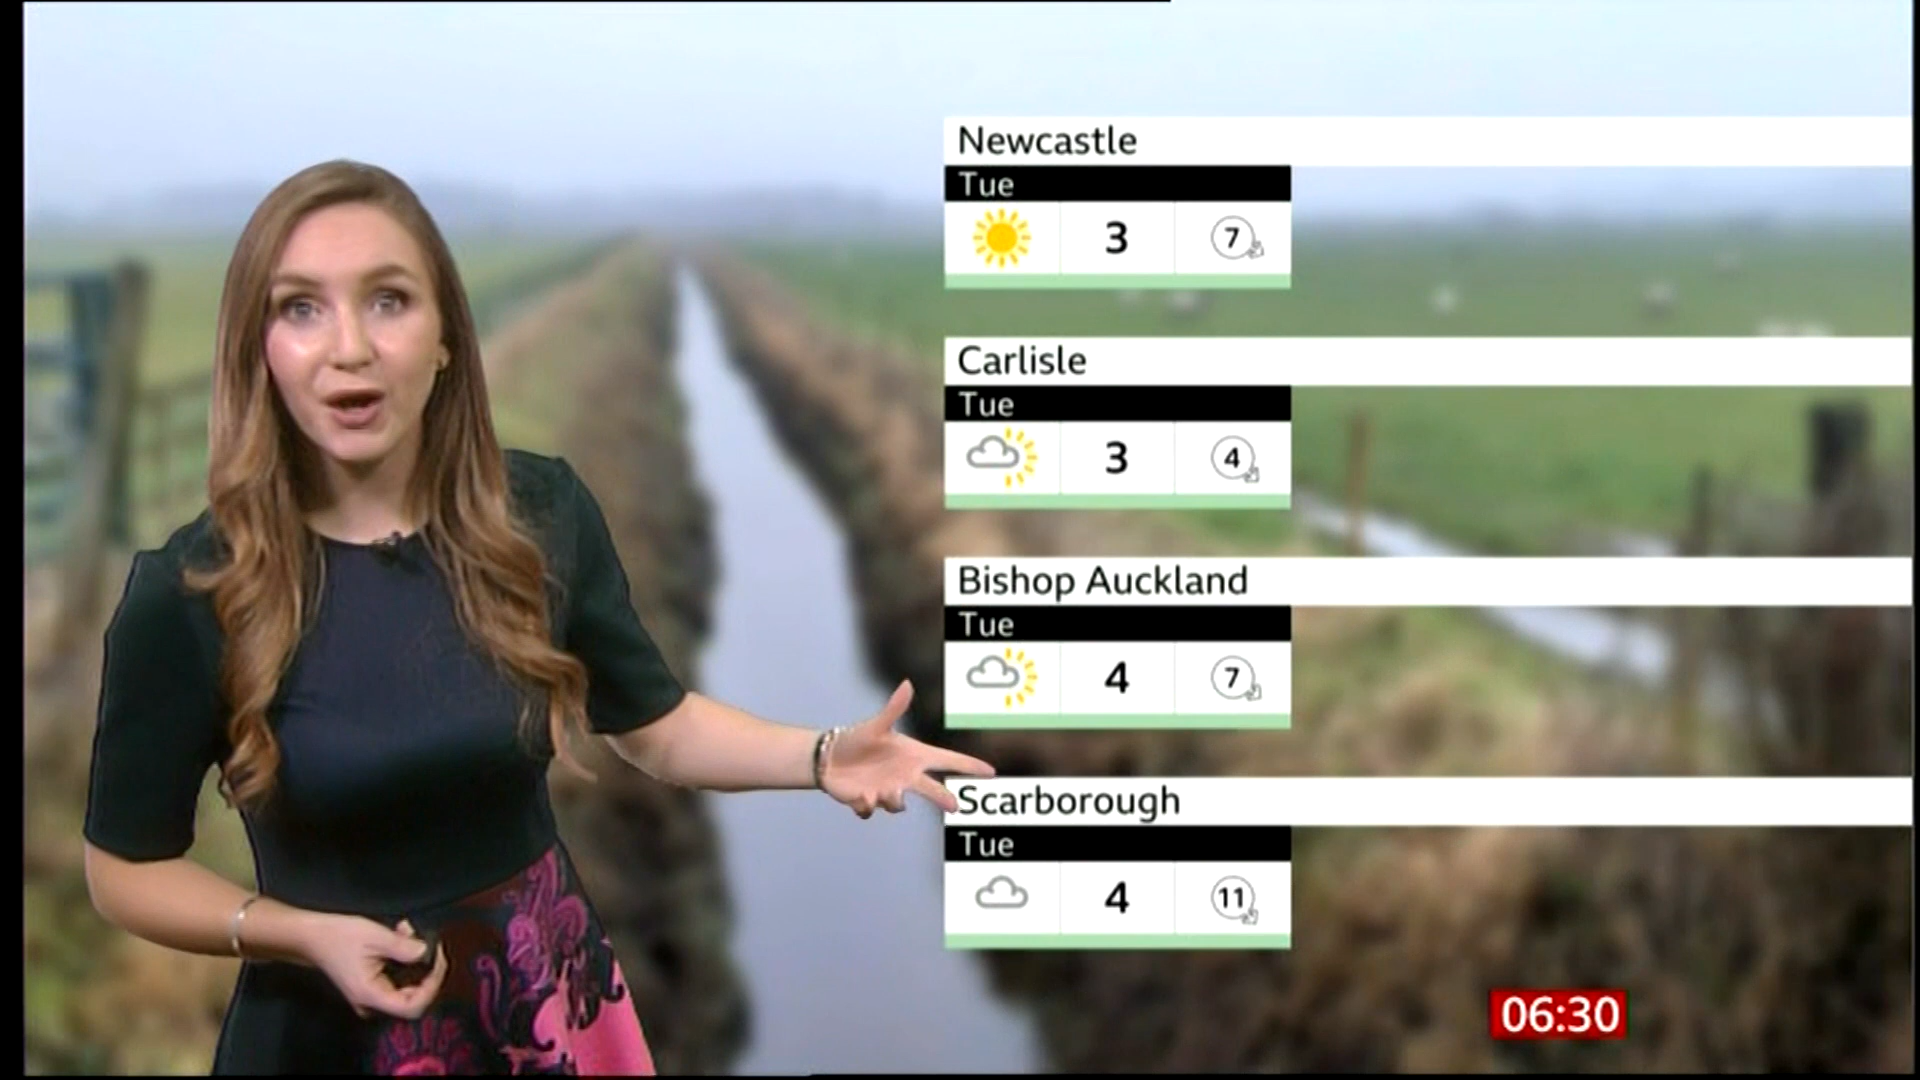 Newcastle
Tue
3 7
Carlisle
Tue
3 4
Bishop Auckland
Tue
4 7
Scarborough
Tue
4 11
06:30